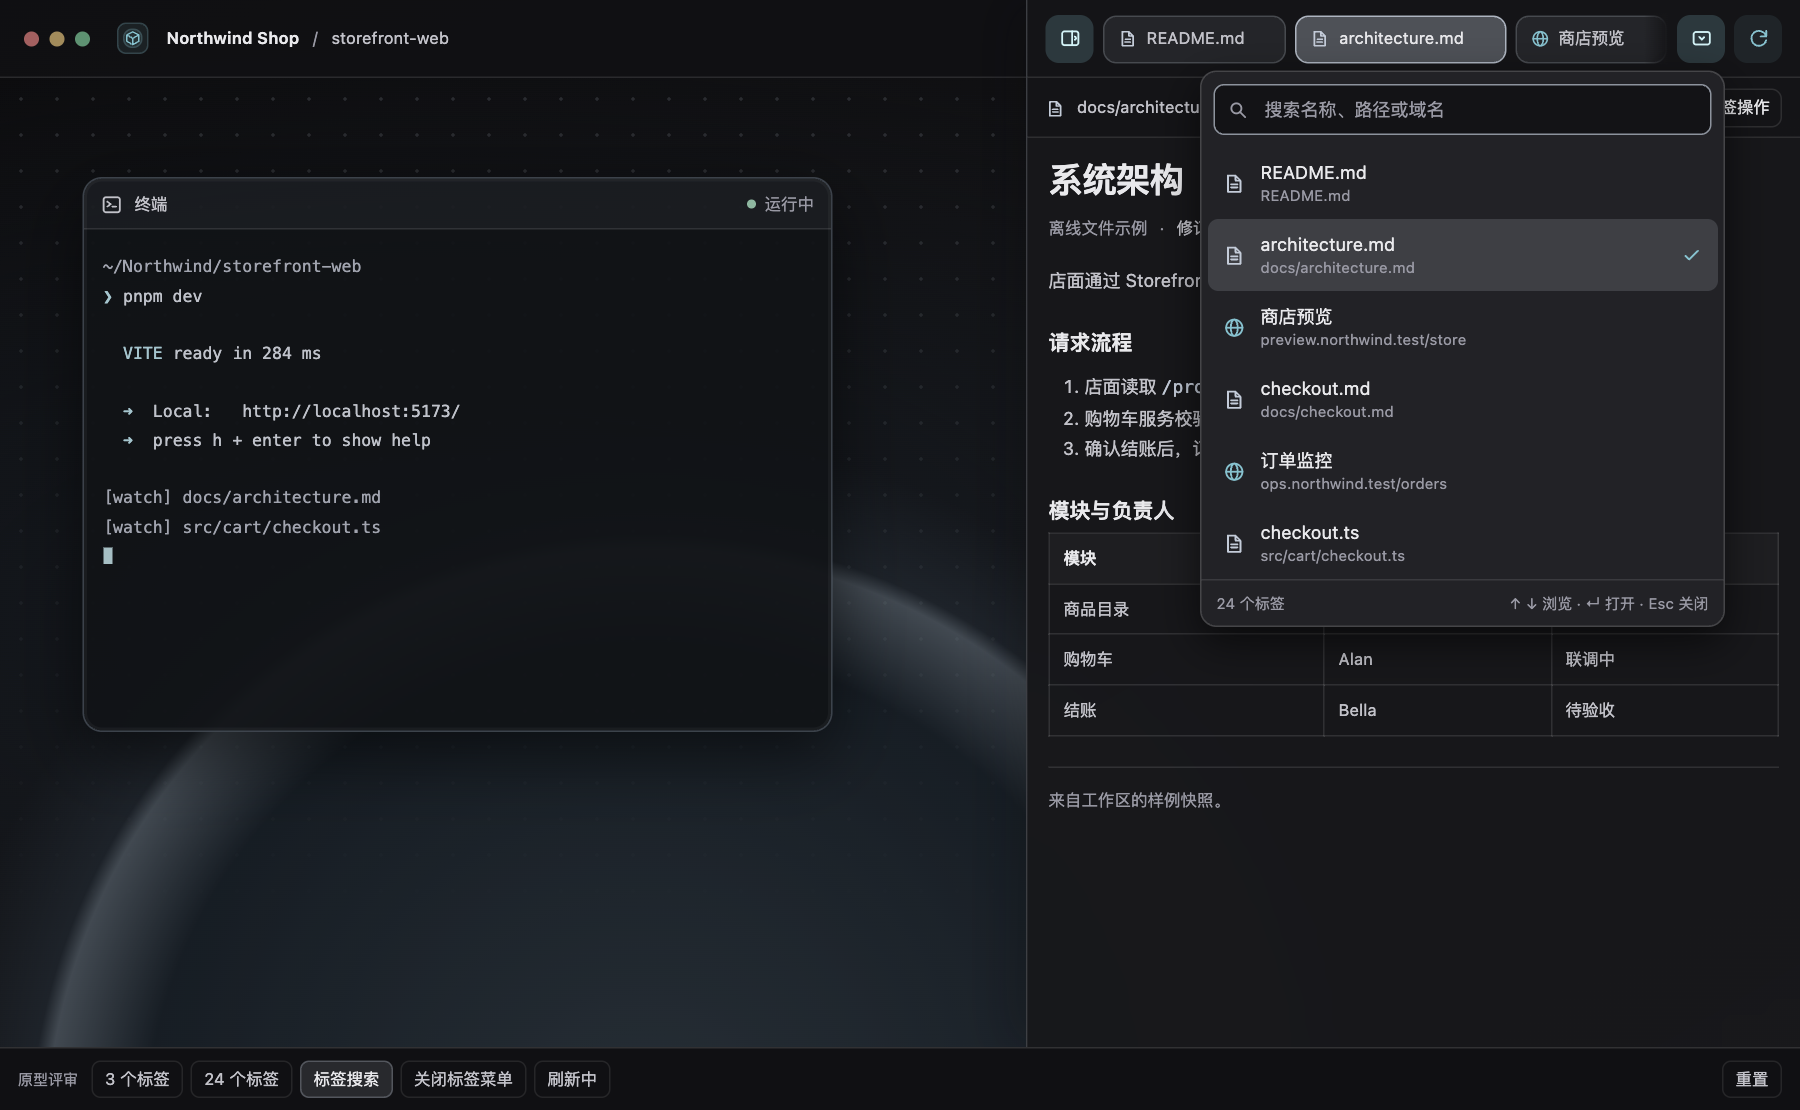 Northwind Shop / storefront-web
README.md
architecture.md
商店预览
终端
运行中
~/Northwind/storefront-web
❯ pnpm dev
VITE ready in 284 ms
➜ Local: http://localhost:5173/
➜ press h + enter to show help
[watch] docs/architecture.md
[watch] src/cart/checkout.ts
docs/architectu
签操作
系统架构
离线文件示例 · 修
店面通过 Storefror
请求流程
1. 店面读取 /pro
2. 购物车服务校
3. 确认结账后，
模块与负责人
模块
商品目录
购物车 Alan 联调中
结账 Bella 待验收
来自工作区的样例快照。
搜索名称、路径或域名
README.md
README.md
architecture.md
docs/architecture.md
商店预览
preview.northwind.test/store
checkout.md
docs/checkout.md
订单监控
ops.northwind.test/orders
checkout.ts
src/cart/checkout.ts
24 个标签
↑ ↓ 浏览 · ↵ 打开 · Esc 关闭
原型评审
3 个标签
24 个标签
标签搜索
关闭标签菜单
刷新中
重置